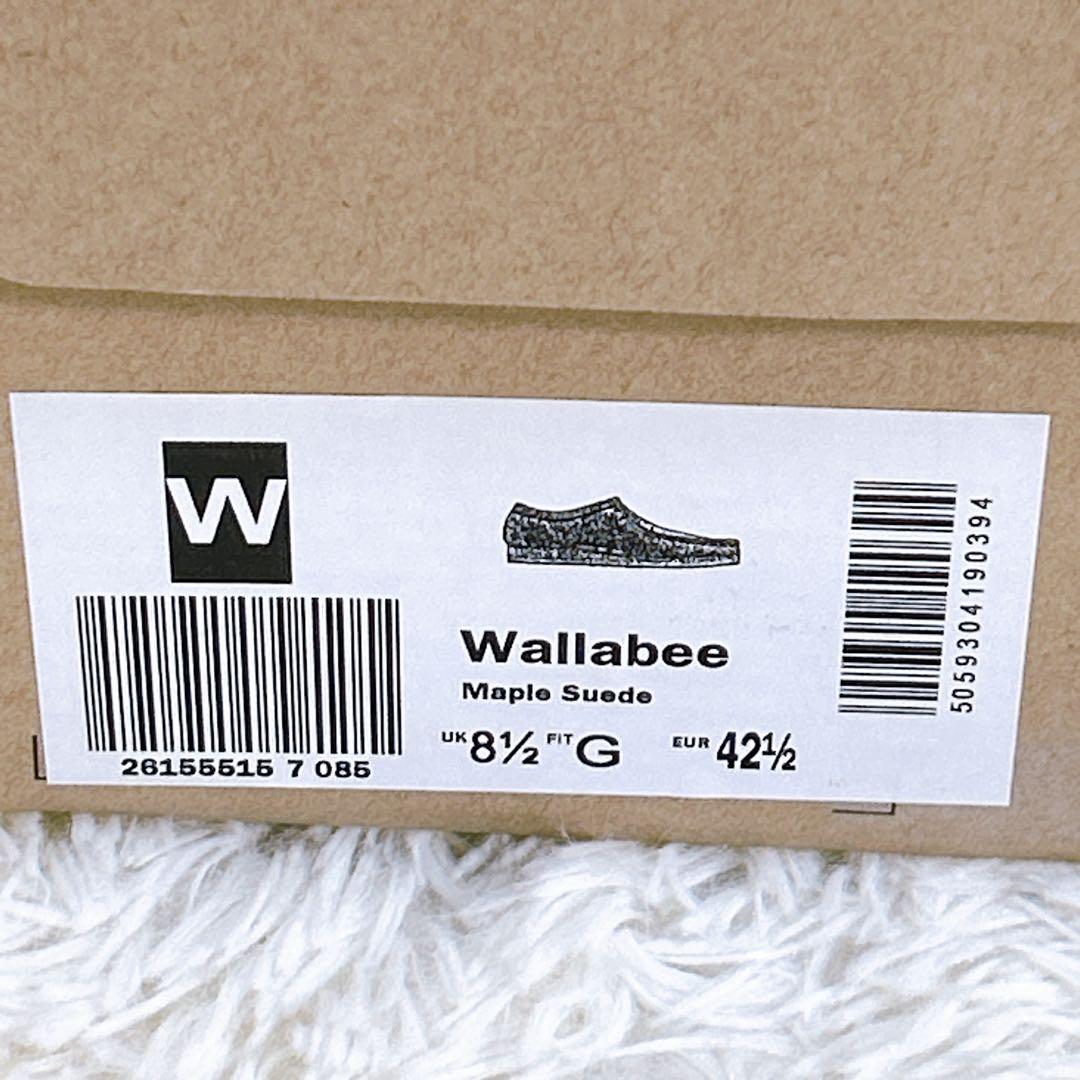 W
26155515 7 085
Wallabee
Maple Suede
UK 8½ FIT G EUR 42½
5059304190394